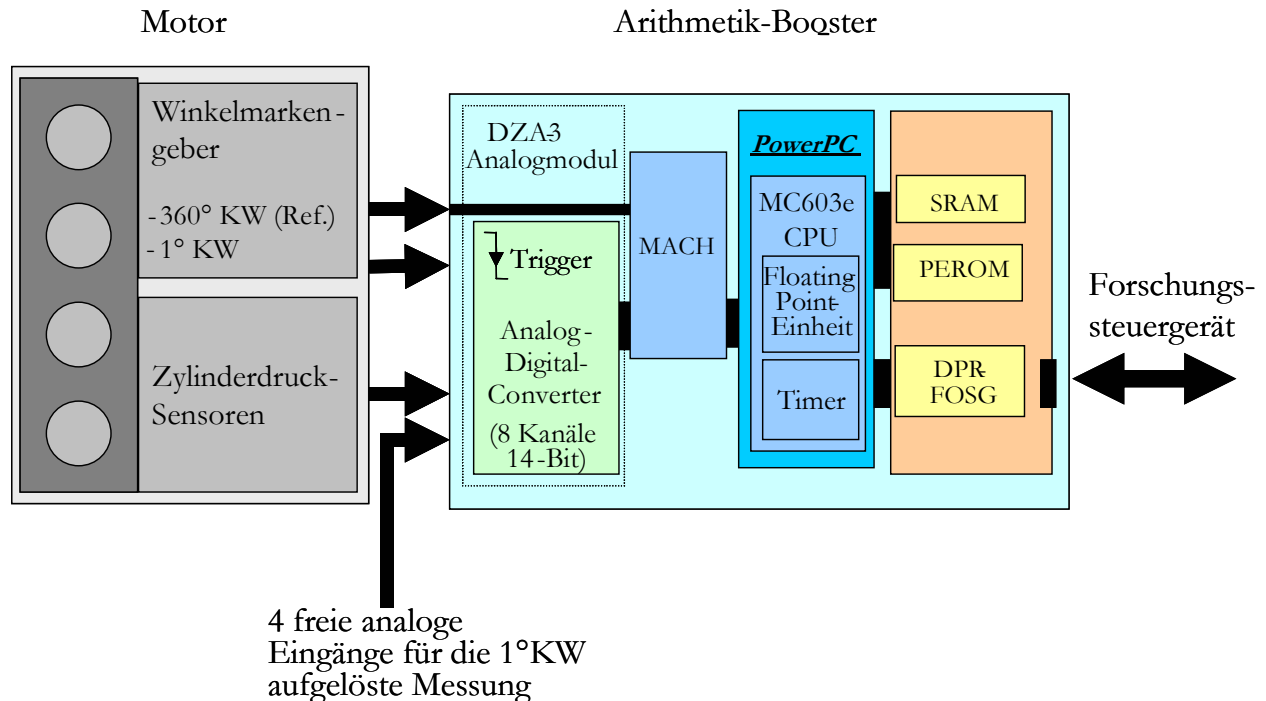 Motor
Arithmetik-Booster
Winkelmarken-
geber
-360° KW (Ref.)
-1° KW
Zylinderdruck-
Sensoren
DZA-3
Analogmodul
Trigger
Analog-
Digital-
Converter
(8 Kanäle
14-Bit)
MACH
PowerPC
MC603e
CPU
Floating
Point-
Einheit
Timer
SRAM
PEROM
DPR-
FOSG
Forschungs-
steuergerät
4 freie analoge
Eingänge für die 1°KW
aufgelöste Messung